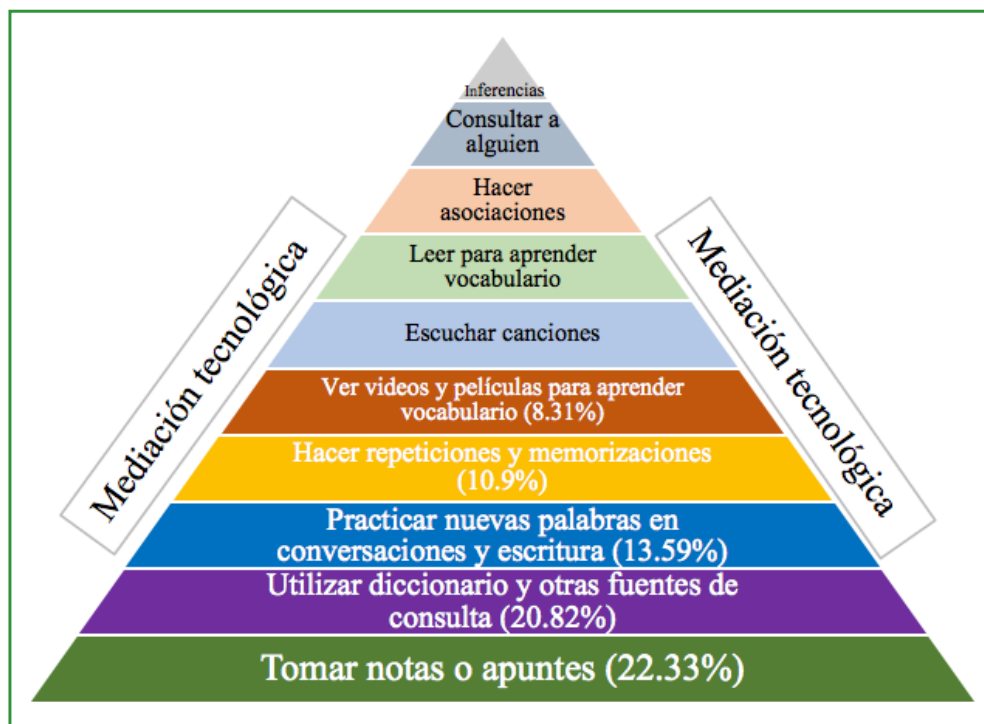 Inferencias
Consultar a
alguien
Hacer
asociaciones
Leer para aprender
vocabulario
Escuchar canciones
Ver videos y películas para aprender
vocabulario (8.31%)
Hacer repeticiones y memorizaciones
(10.9%)
Practicar nuevas palabras en
conversaciones y escritura (13.59%)
Utilizar diccionario y otras fuentes de
consulta (20.82%)
Tomar notas o apuntes (22.33%)
Mediación tecnológica
Mediación tecnológica